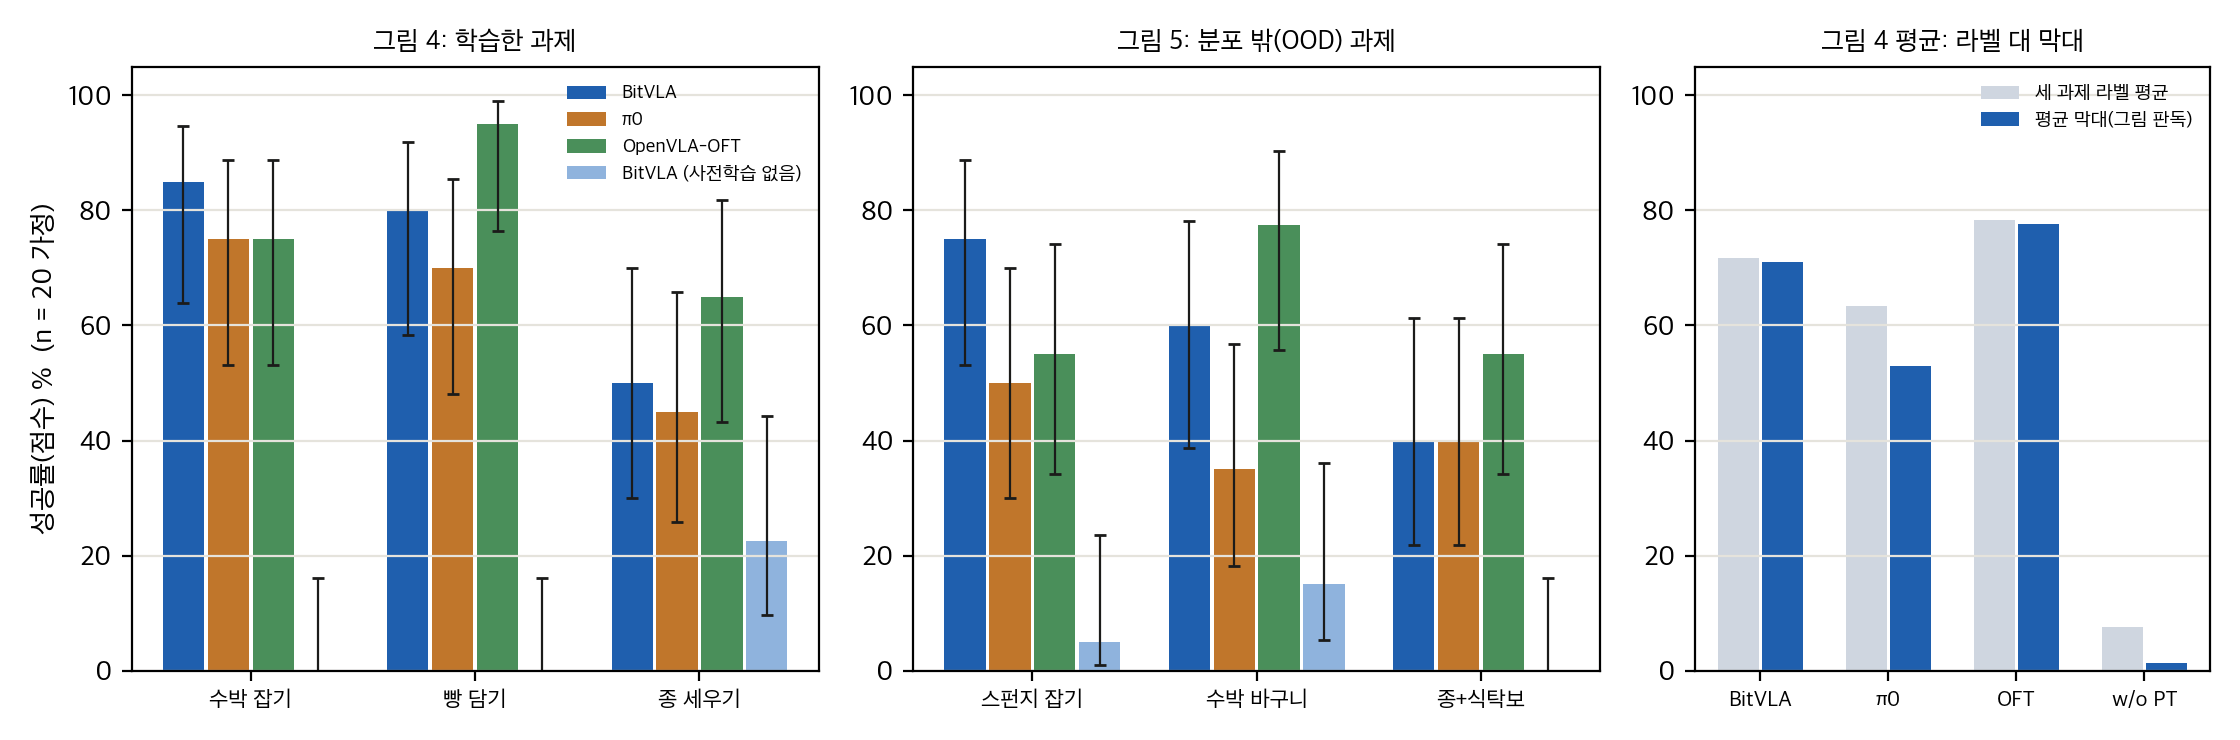 그림 4: 학습한 과제
성공률(점수) % (n = 20 가정)
100
80
60
40
20
0
BitVLA
π0
OpenVLA-OFT
BitVLA (사전학습 없음)
수박 잡기
빵 담기
종 세우기
그림 5: 분포 밖(OOD) 과제
100
80
60
40
20
0
스펀지 잡기
수박 바구니
종+식탁보
그림 4 평균: 라벨 대 막대
100
80
60
40
20
0
세 과제 라벨 평균
평균 막대(그림 판독)
BitVLA
π0
OFT
w/o PT